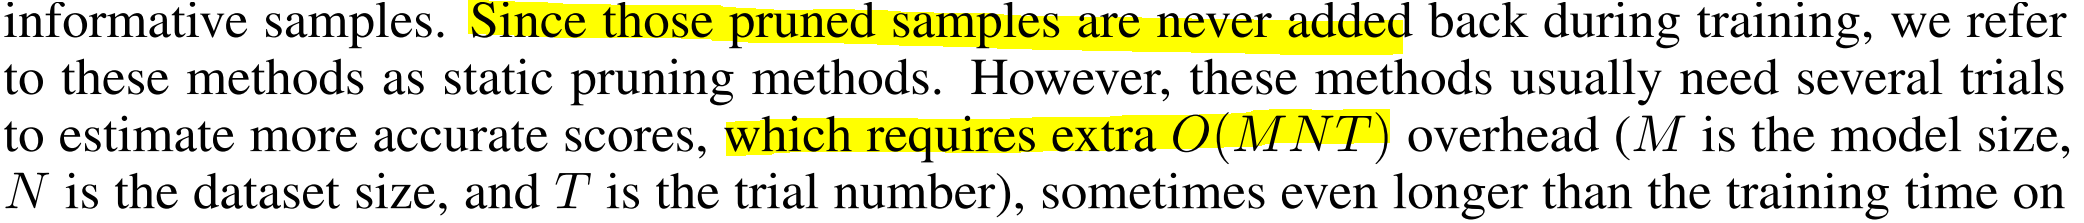 informative samples. Since those pruned samples are never added back during training, we refer
to these methods as static pruning methods. However, these methods usually need several trials
to estimate more accurate scores, which requires extra O(MNT) overhead (M is the model size,
N is the dataset size, and T is the trial number), sometimes even longer than the training time on